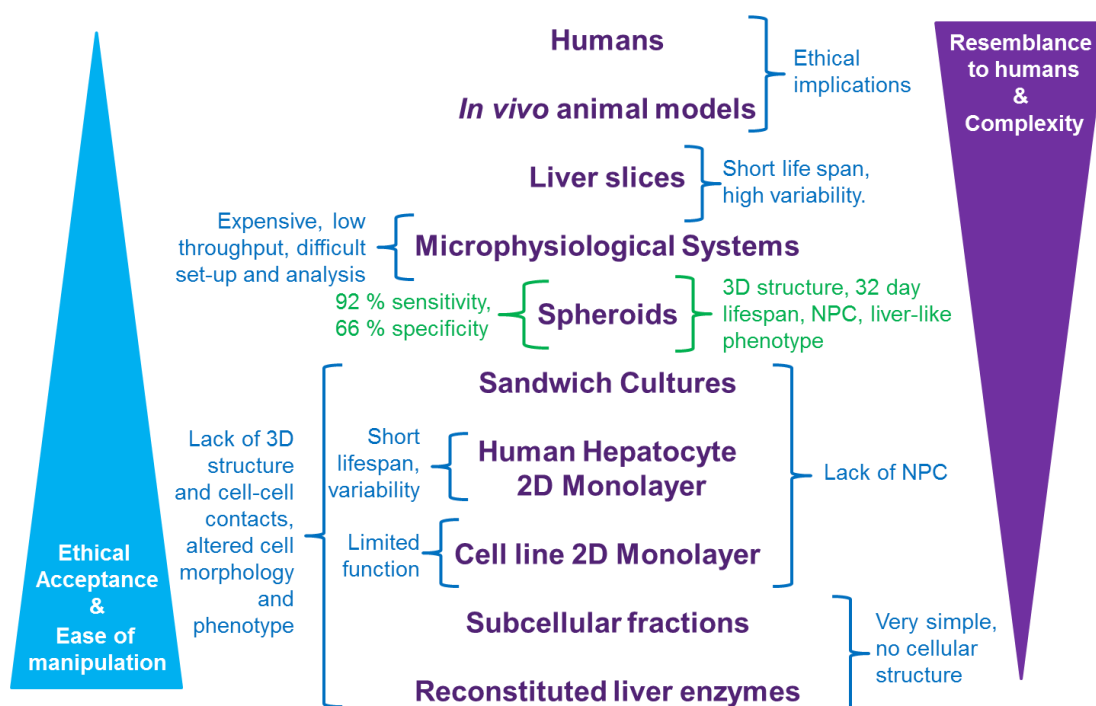 Humans
In vivo animal models
Ethical
implications
Resemblance
to humans
&
Complexity
Liver slices
Short life span,
high variability.
Expensive, low
throughput, difficult
set-up and analysis
Microphysiological Systems
92 % sensitivity,
66 % specificity
Spheroids
3D structure, 32 day
lifespan, NPC, liver-like
phenotype
Sandwich Cultures
Lack of 3D
structure
and cell-cell
contacts,
altered cell
morphology
and
phenotype
Short
lifespan,
variability
Human Hepatocyte
2D Monolayer
Lack of NPC
Limited
function
Cell line 2D Monolayer
Ethical
Acceptance
&
Ease of
manipulation
Subcellular fractions
Reconstituted liver enzymes
Very simple,
no cellular
structure